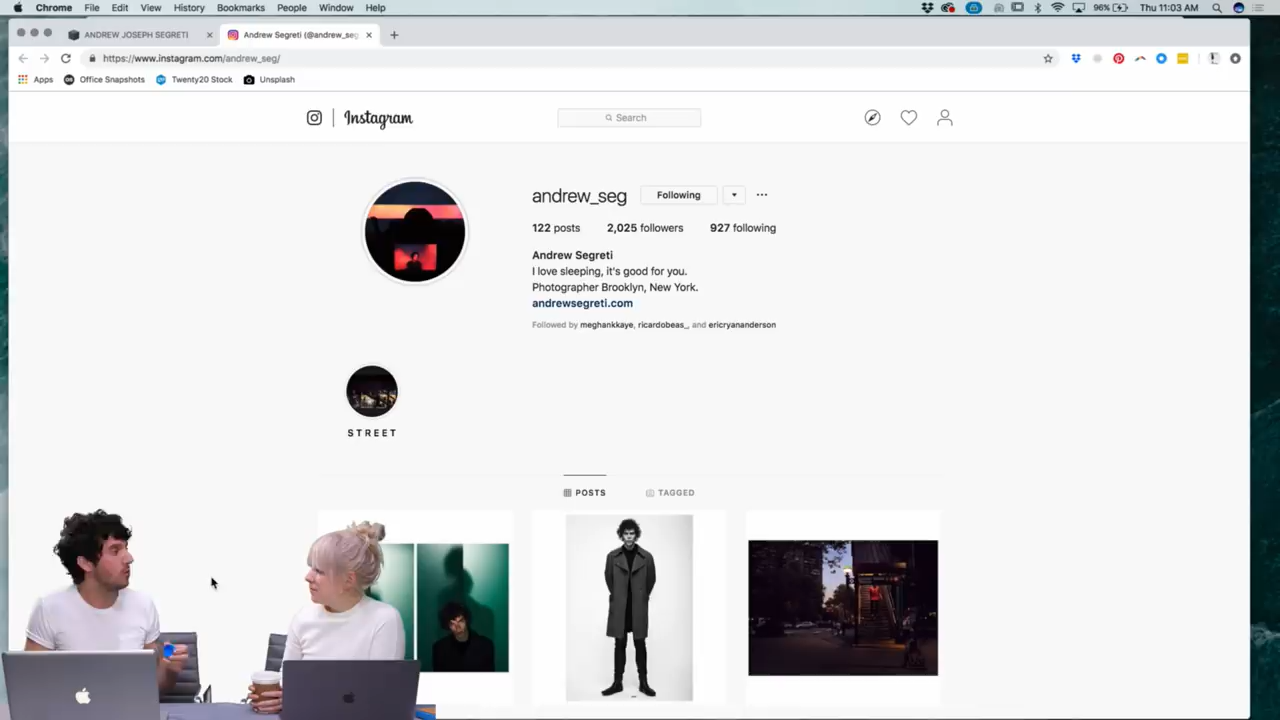 Chrome File Edit View History Bookmarks People Window Help
96% Thu 11:03 AM
ANDREW JOSEPH SEGRETI
Andrew Segreti (@andrew_seg
https://www.instagram.com/andrew_seg/
Apps Office Snapshots Twenty20 Stock Unsplash
Instagram
Search
andrew_seg Following
122 posts 2,025 followers 927 following
Andrew Segreti
I love sleeping, it's good for you.
Photographer Brooklyn, New York.
andrewsegreti.com
Followed by meghankkaye, ricardobeas_, and ericryananderson
STREET
POSTS TAGGED